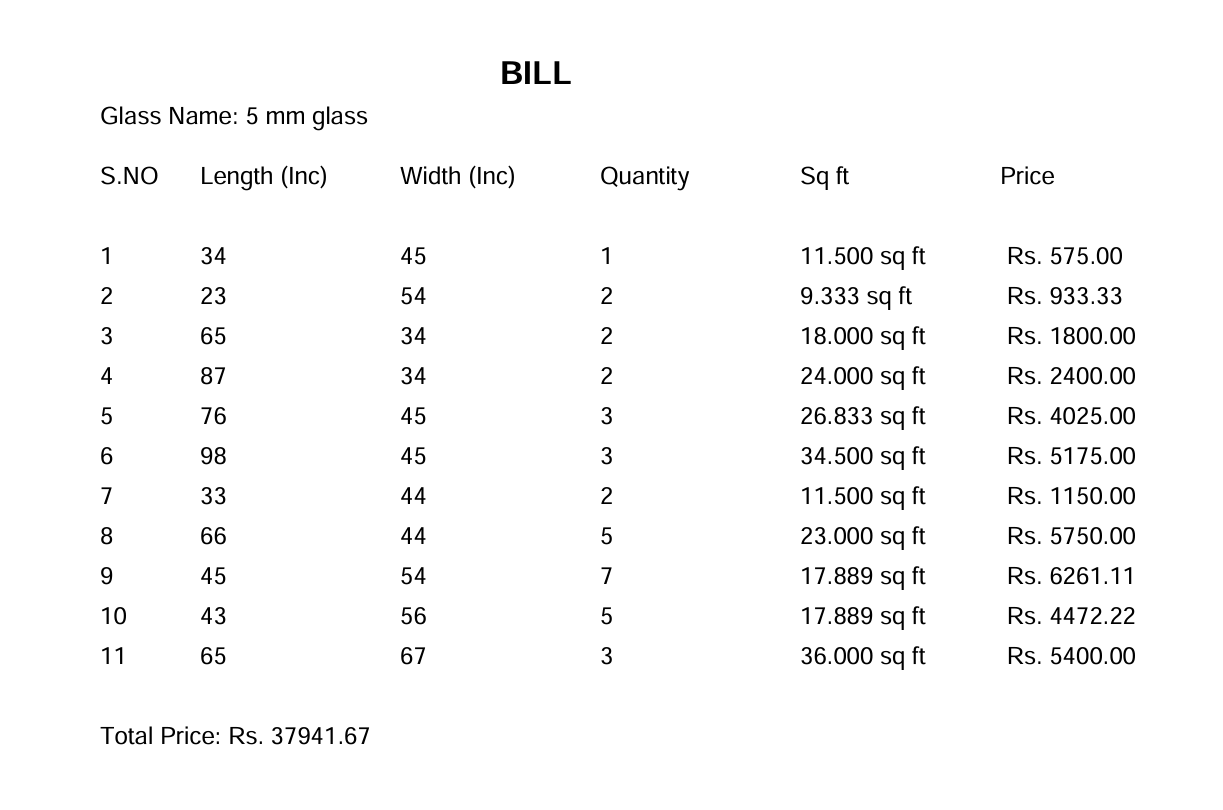 BILL
Glass Name: 5 mm glass
S.NO Length (Inc) Width (Inc) Quantity Sq ft Price
1 34 45 1 11.500 sq ft Rs. 575.00
2 23 54 2 9.333 sq ft Rs. 933.33
3 65 34 2 18.000 sq ft Rs. 1800.00
4 87 34 2 24.000 sq ft Rs. 2400.00
5 76 45 3 26.833 sq ft Rs. 4025.00
6 98 45 3 34.500 sq ft Rs. 5175.00
7 33 44 2 11.500 sq ft Rs. 1150.00
8 66 44 5 23.000 sq ft Rs. 5750.00
9 45 54 7 17.889 sq ft Rs. 6261.11
10 43 56 5 17.889 sq ft Rs. 4472.22
11 65 67 3 36.000 sq ft Rs. 5400.00
Total Price: Rs. 37941.67